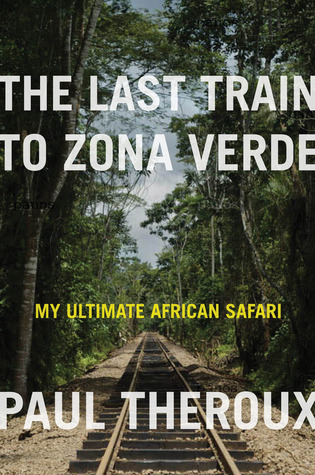 THE LAST TRAIN
TO ZONA VERDE
MY ULTIMATE AFRICAN SAFARI
PAUL THEROUX